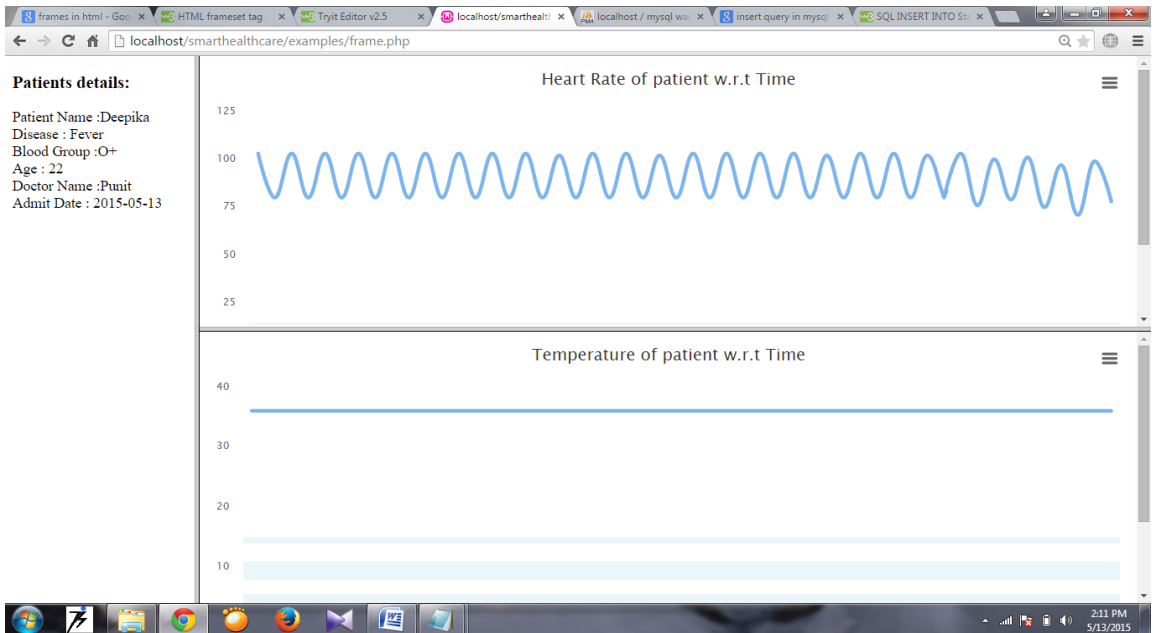 frames in html - Goo
HTML frameset tag
Tryit Editor v2.5
localhost/smarthealth
localhost / mysql wa
insert query in mysql
SQL INSERT INTO Sta
localhost/smarthealthcare/examples/frame.php
Patients details:
Patient Name :Deepika
Disease : Fever
Blood Group :O+
Age : 22
Doctor Name :Punit
Admit Date : 2015-05-13
Heart Rate of patient w.r.t Time
125
100
75
50
25
Temperature of patient w.r.t Time
40
30
20
10
2:11 PM
5/13/2015